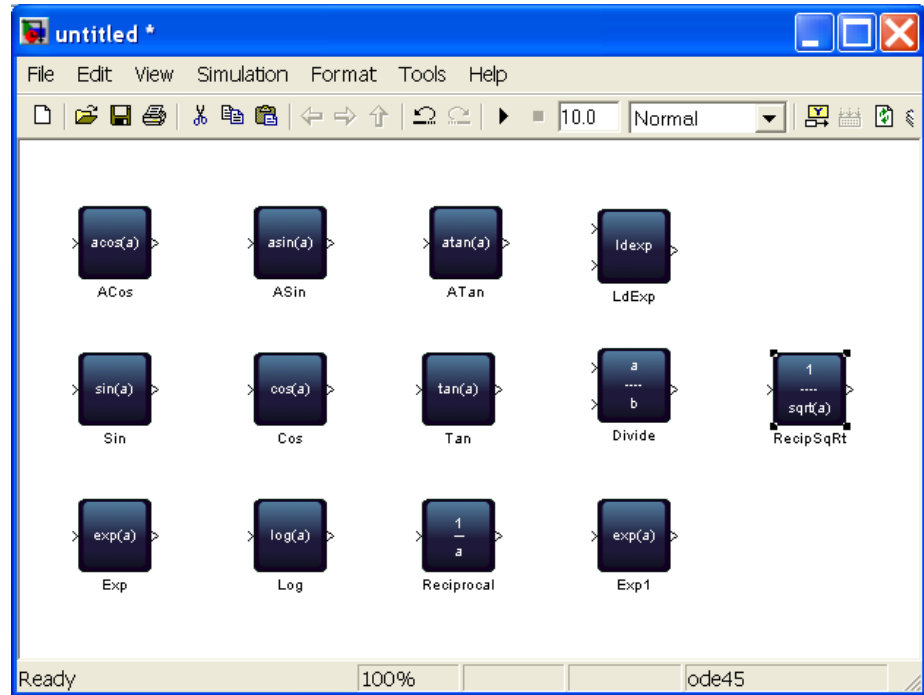 untitled *
File Edit View Simulation Format Tools Help
10.0 Normal
acos(a) asin(a) atan(a) ldexp
ACos ASin ATan LdExp
sin(a) cos(a) tan(a) a
----
b 1
----
sqrt(a)
Sin Cos Tan Divide RecipSqRt
exp(a) log(a) 1
—
a exp(a)
Exp Log Reciprocal Exp1
Ready 100% ode45